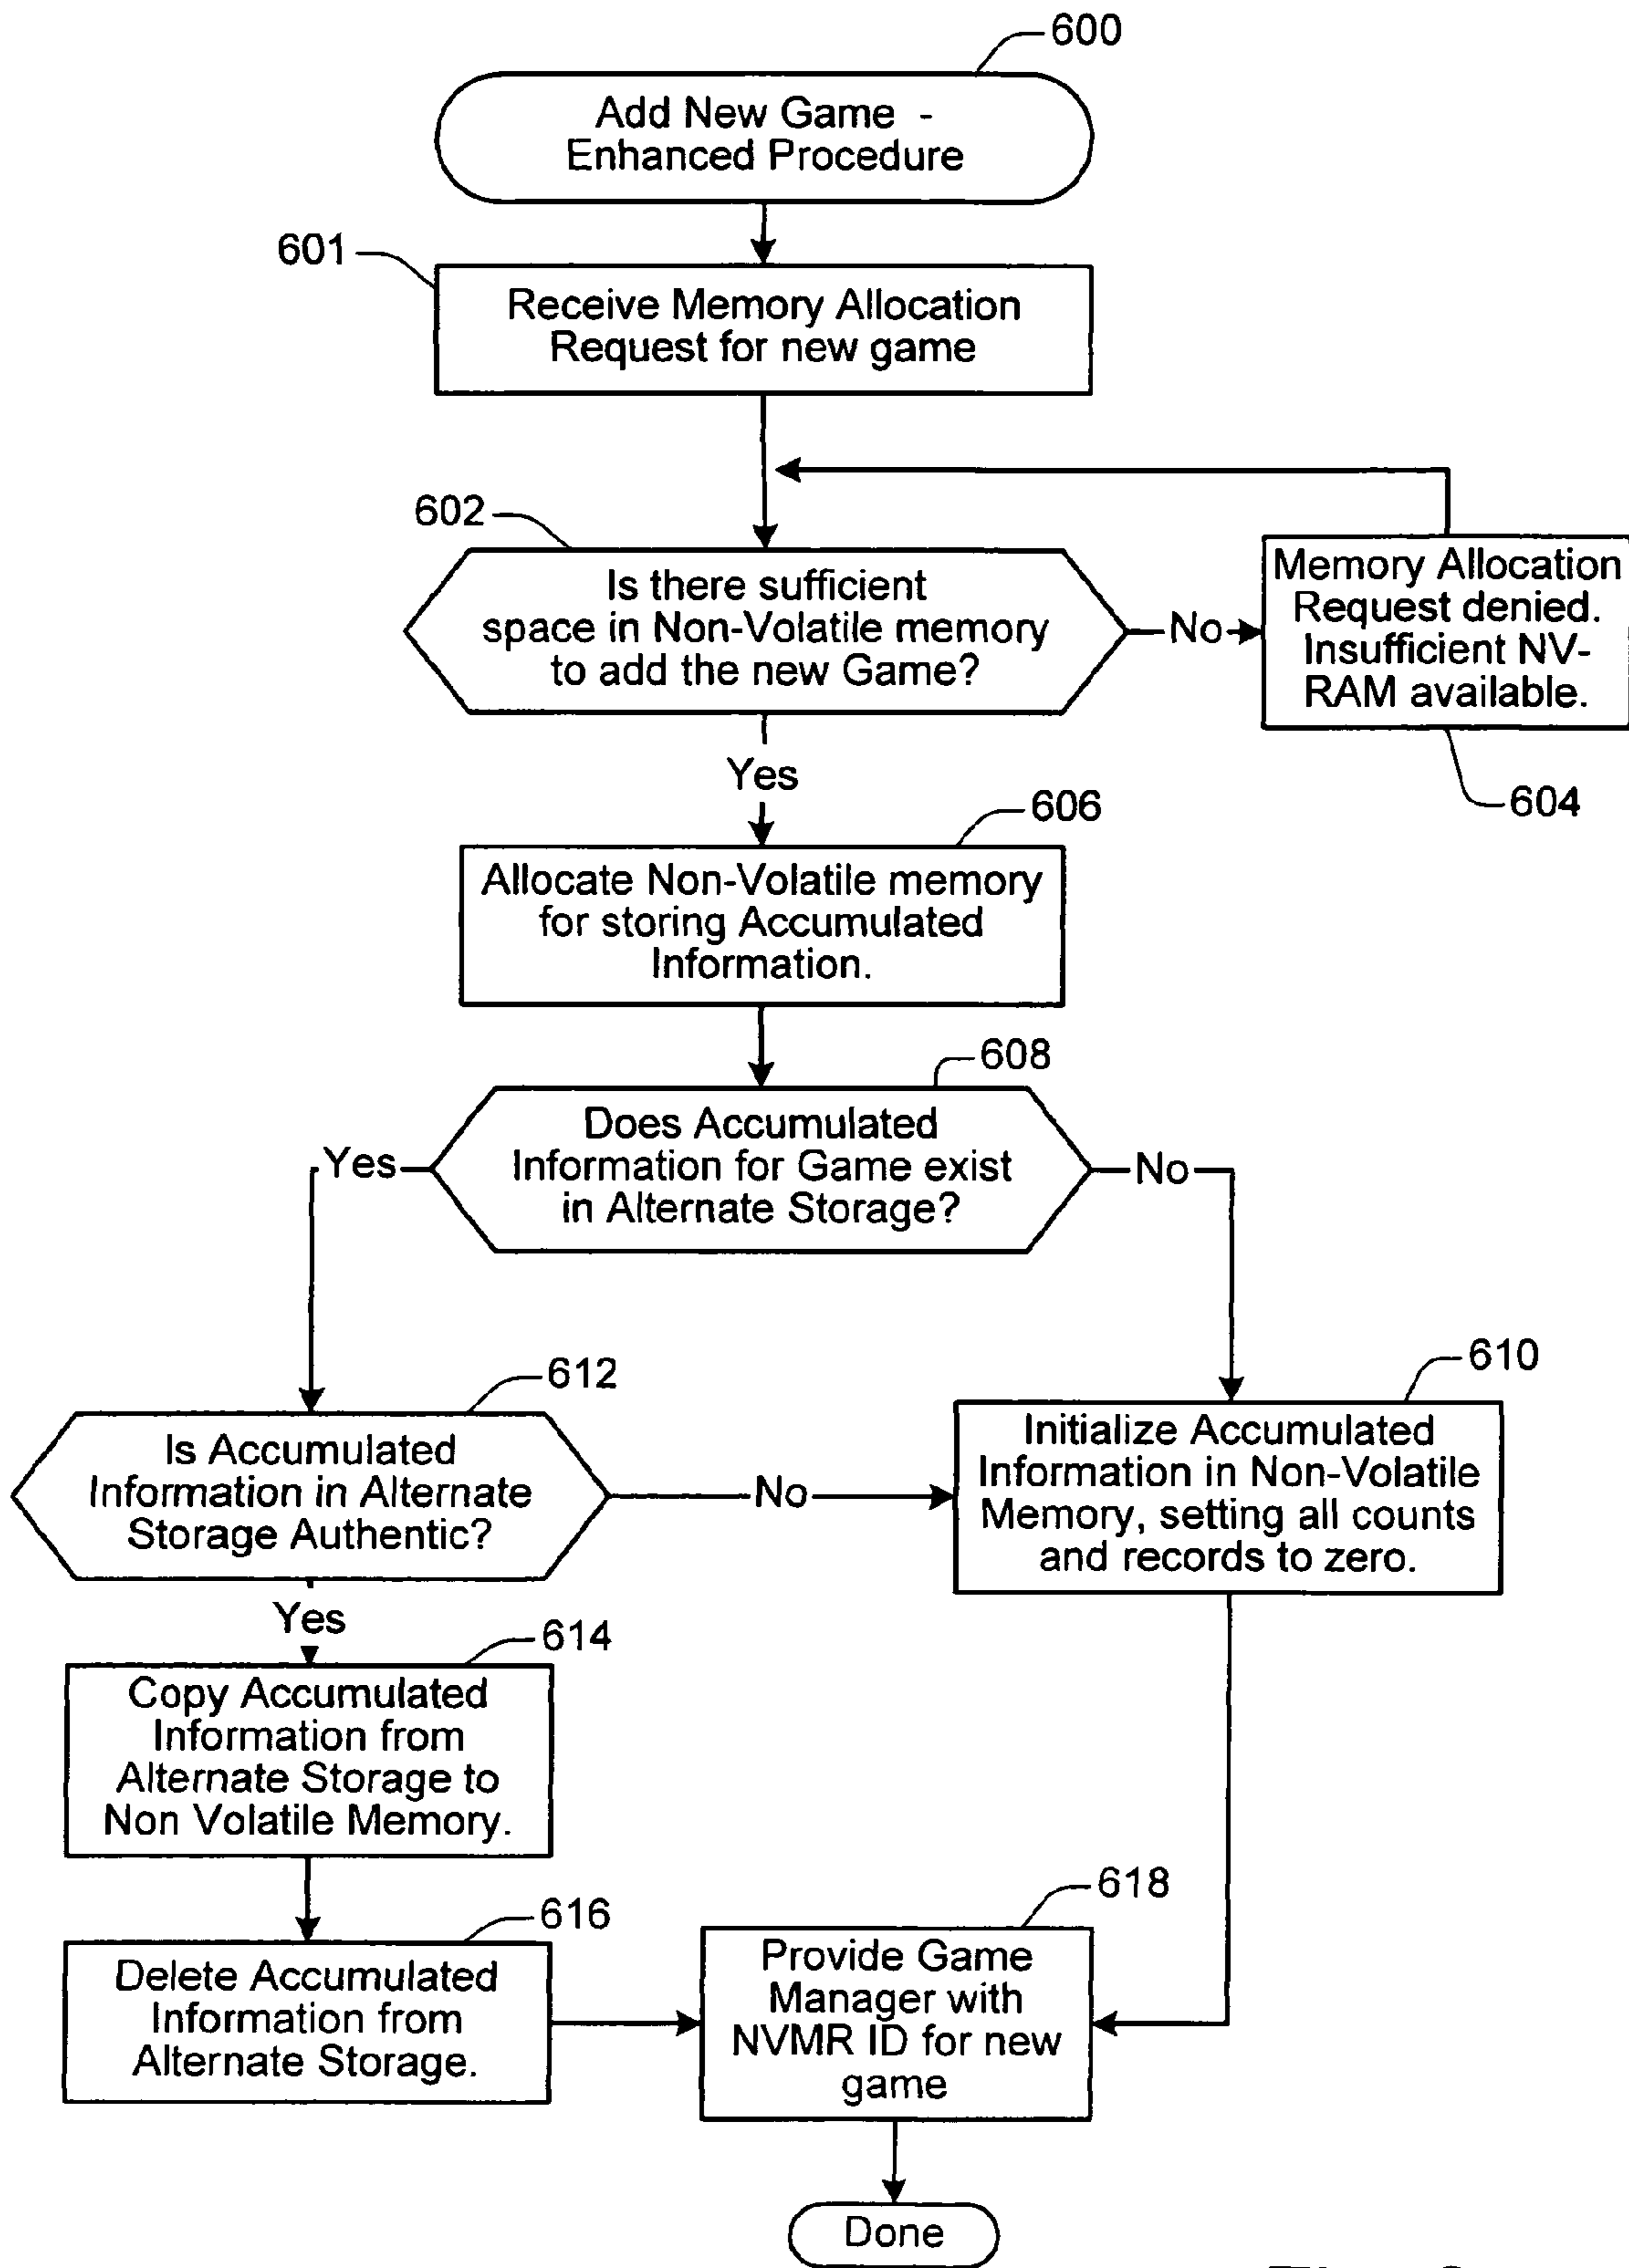 600
Add New Game -
Enhanced Procedure
601
Receive Memory Allocation
Request for new game
602
Is there sufficient
space in Non-Volatile memory
to add the new Game?
No
Memory Allocation
Request denied.
Insufficient NV-
RAM available.
604
Yes
606
Allocate Non-Volatile memory
for storing Accumulated
Information.
608
Does Accumulated
Information for Game exist
in Alternate Storage?
Yes
No
612
Is Accumulated
Information in Alternate
Storage Authentic?
No
610
Initialize Accumulated
Information in Non-Volatile
Memory, setting all counts
and records to zero.
Yes
614
Copy Accumulated
Information from
Alternate Storage to
Non Volatile Memory.
616
Delete Accumulated
Information from
Alternate Storage.
618
Provide Game
Manager with
NVMR ID for new
game
Done